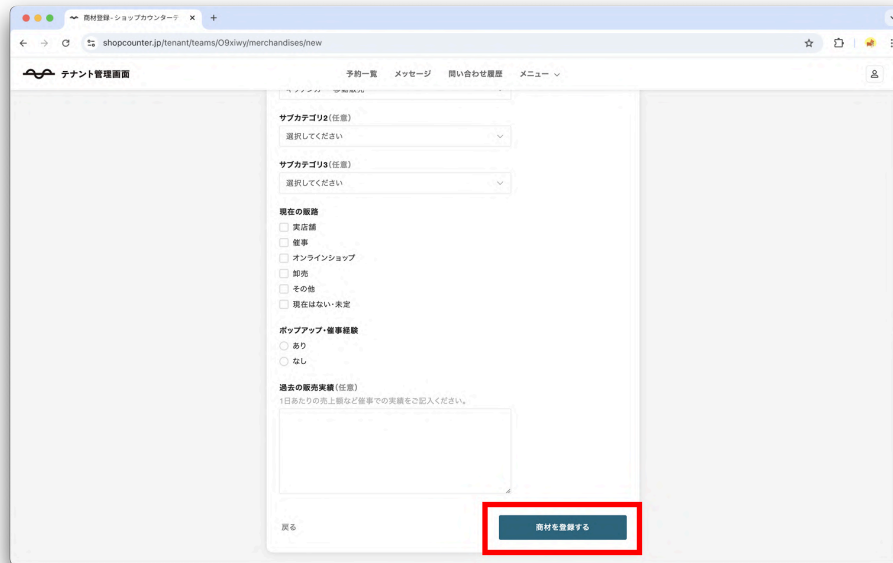 商材登録 - ショップカウンターテ
shopcounter.jp/tenant/teams/O9xiwy/merchandises/new
テナント管理画面
予約一覧
メッセージ
問い合わせ履歴
メニュー
サブカテゴリ2(任意)
選択してください
サブカテゴリ3(任意)
選択してください
現在の販路
実店舗
催事
オンラインショップ
卸売
その他
現在はない・未定
ポップアップ・催事経験
あり
なし
過去の販売実績(任意)
1日あたりの売上額など催事での実績をご記入ください。
戻る
商材を登録する